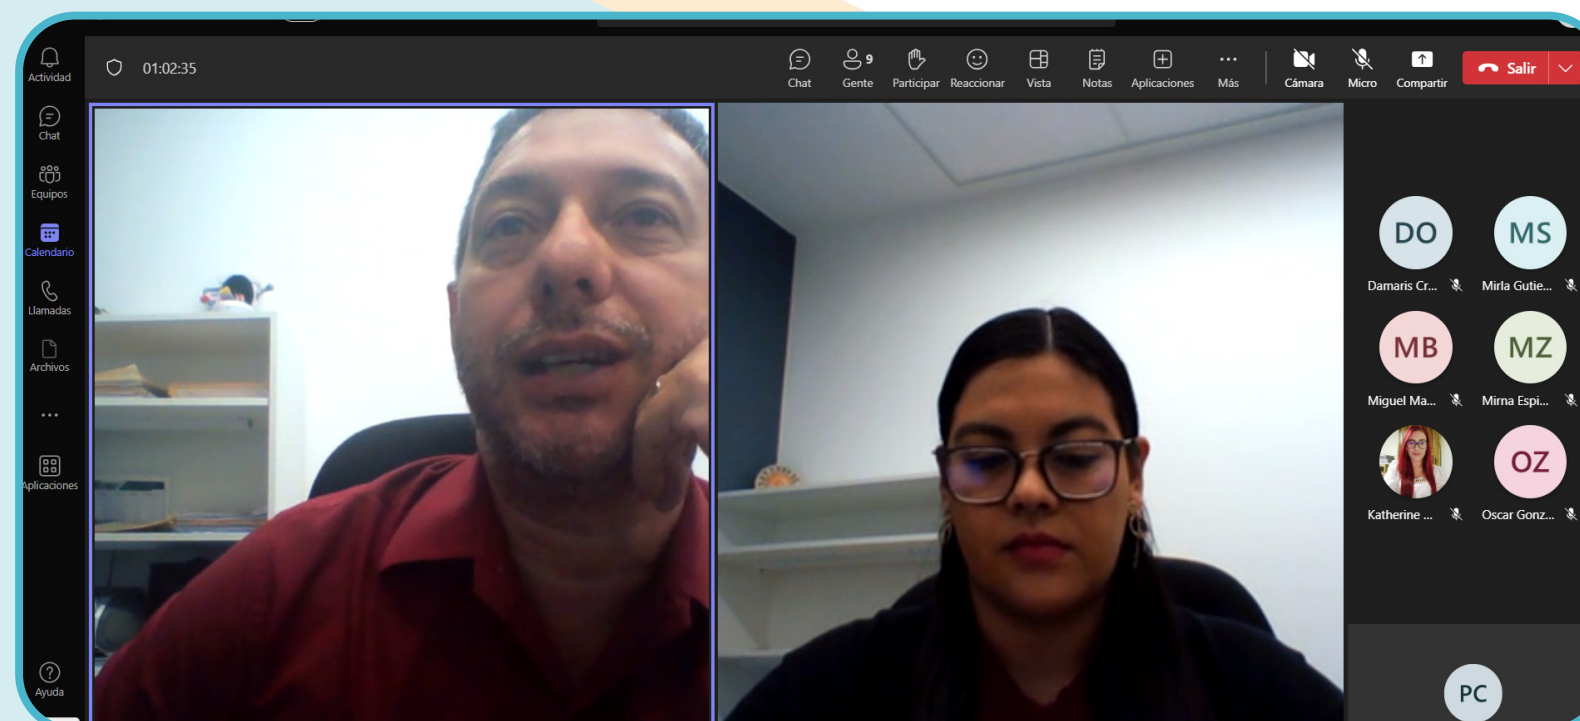 Actividad
Chat
Equipos
Calendario
Llamadas
Archivos
Aplicaciones
Ayuda
01:02:35
Chat
9
Gente
Participar
Reaccionar
Vista
Notas
Aplicaciones
Más
Cámara
Micro
Compartir
Salir
DO
Damaris Cr...
MS
Mirla Gutie...
MB
Miguel Ma...
MZ
Mirna Espi...
Katherine ...
OZ
Oscar Gonz...
PC